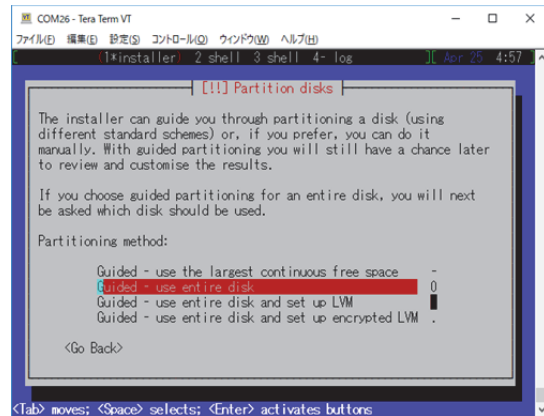 COM26 - Tera Term VT
ファイル(F) 編集(E) 設定(S) コントロール(O) ウィンドウ(W) ヘルプ(H)
[ (1*installer) 2 shell 3 shell 4- log ][ Apr 25 4:57 ]
[!!] Partition disks
The installer can guide you through partitioning a disk (using
different standard schemes) or, if you prefer, you can do it
manually. With guided partitioning you will still have a chance later
to review and customise the results.
If you choose guided partitioning for an entire disk, you will next
be asked which disk should be used.
Partitioning method:
Guided - use the largest continuous free space -
Guided - use entire disk 0
Guided - use entire disk and set up LVM
Guided - use entire disk and set up encrypted LVM .
<Go Back>
<Tab> moves; <Space> selects; <Enter> activates buttons